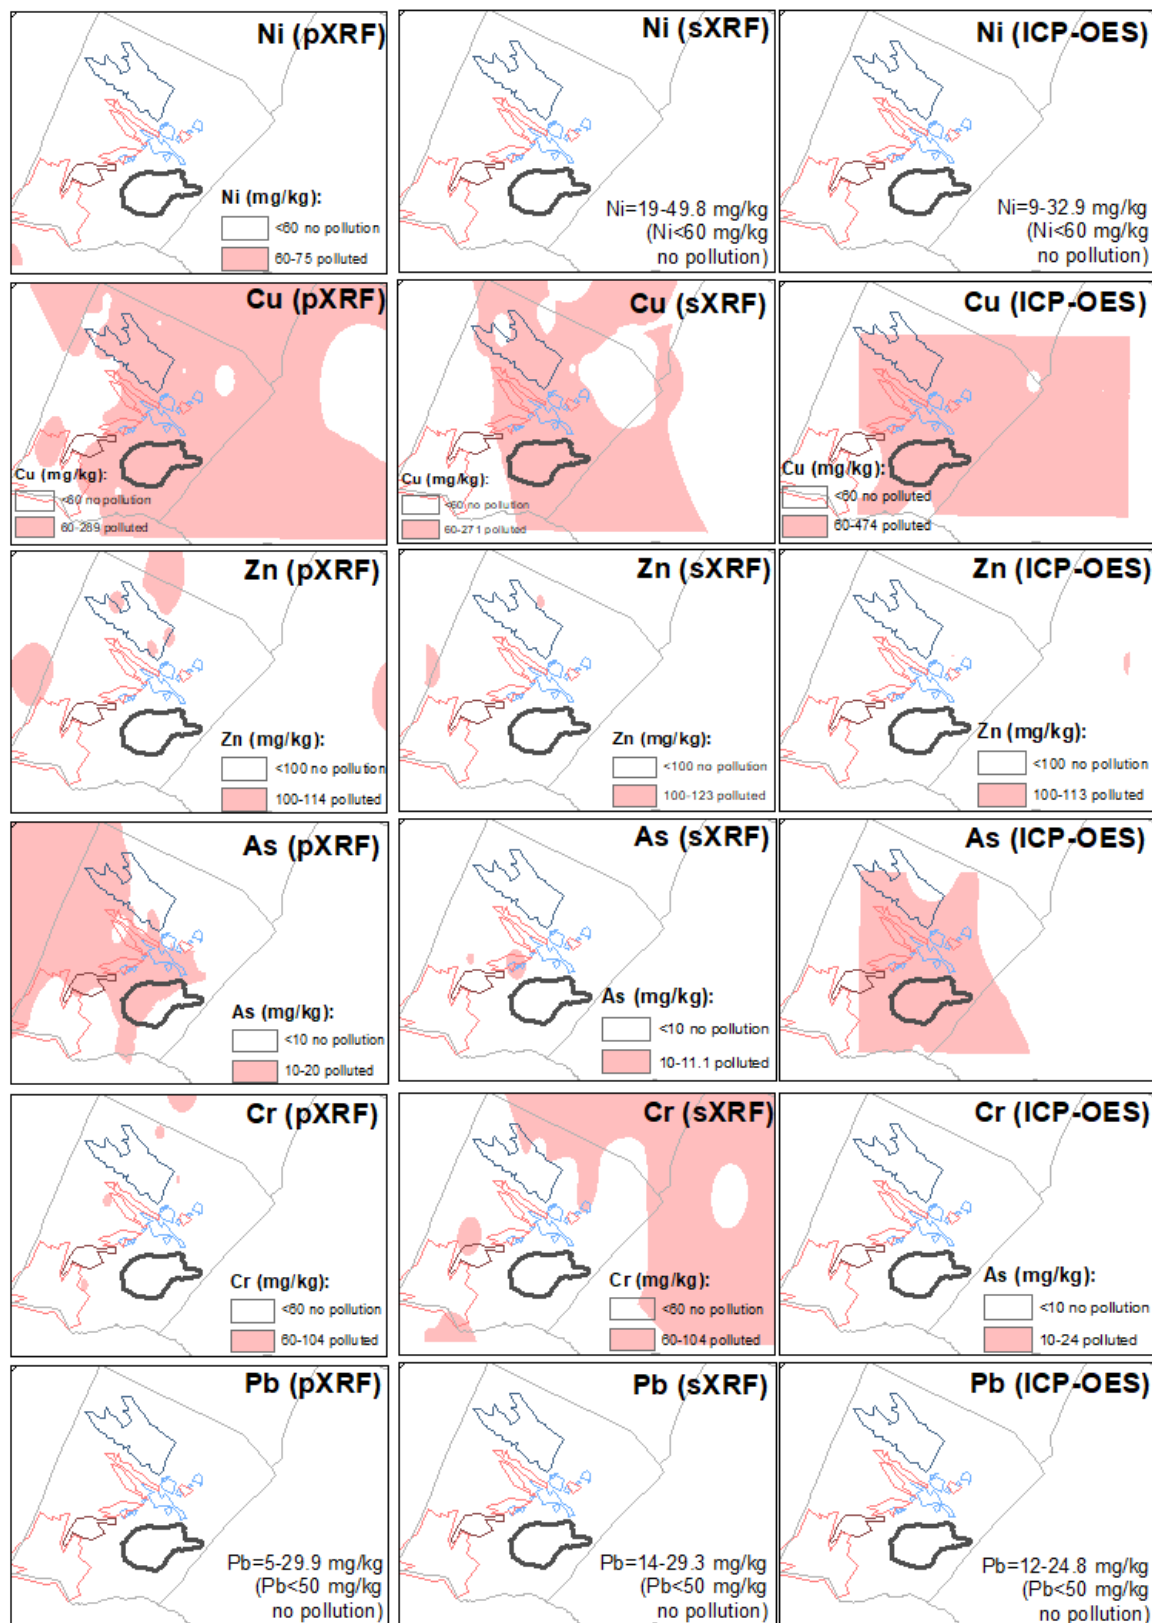 Ni (pXRF)
Ni (mg/kg):
<60 no pollution
60-75 polluted
Ni (sXRF)
Ni=19-49.8 mg/kg
(Ni<60 mg/kg
no pollution)
Ni (ICP-OES)
Ni=9-32.9 mg/kg
(Ni<60 mg/kg
no pollution)
Cu (pXRF)
Cu (mg/kg):
<60 no pollution
60-289 polluted
Cu (sXRF)
Cu (mg/kg):
<60 no pollution
60-271 polluted
Cu (ICP-OES)
Cu (mg/kg):
<60 no polluted
60-474 polluted
Zn (pXRF)
Zn (mg/kg):
<100 no pollution
100-114 polluted
Zn (sXRF)
Zn (mg/kg):
<100 no pollution
100-123 polluted
Zn (ICP-OES)
Zn (mg/kg):
<100 no pollution
100-113 polluted
As (pXRF)
As (mg/kg):
<10 no pollution
10-20 polluted
As (sXRF)
As (mg/kg):
<10 no pollution
10-11.1 polluted
As (ICP-OES)
Cr (pXRF)
Cr (mg/kg):
<60 no pollution
60-104 polluted
Cr (sXRF)
Cr (mg/kg):
<60 no pollution
60-104 polluted
Cr (ICP-OES)
As (mg/kg):
<10 no pollution
10-24 polluted
Pb (pXRF)
Pb=5-29.9 mg/kg
(Pb<50 mg/kg
no pollution)
Pb (sXRF)
Pb=14-29.3 mg/kg
(Pb<50 mg/kg
no pollution)
Pb (ICP-OES)
Pb=12-24.8 mg/kg
(Pb<50 mg/kg
no pollution)